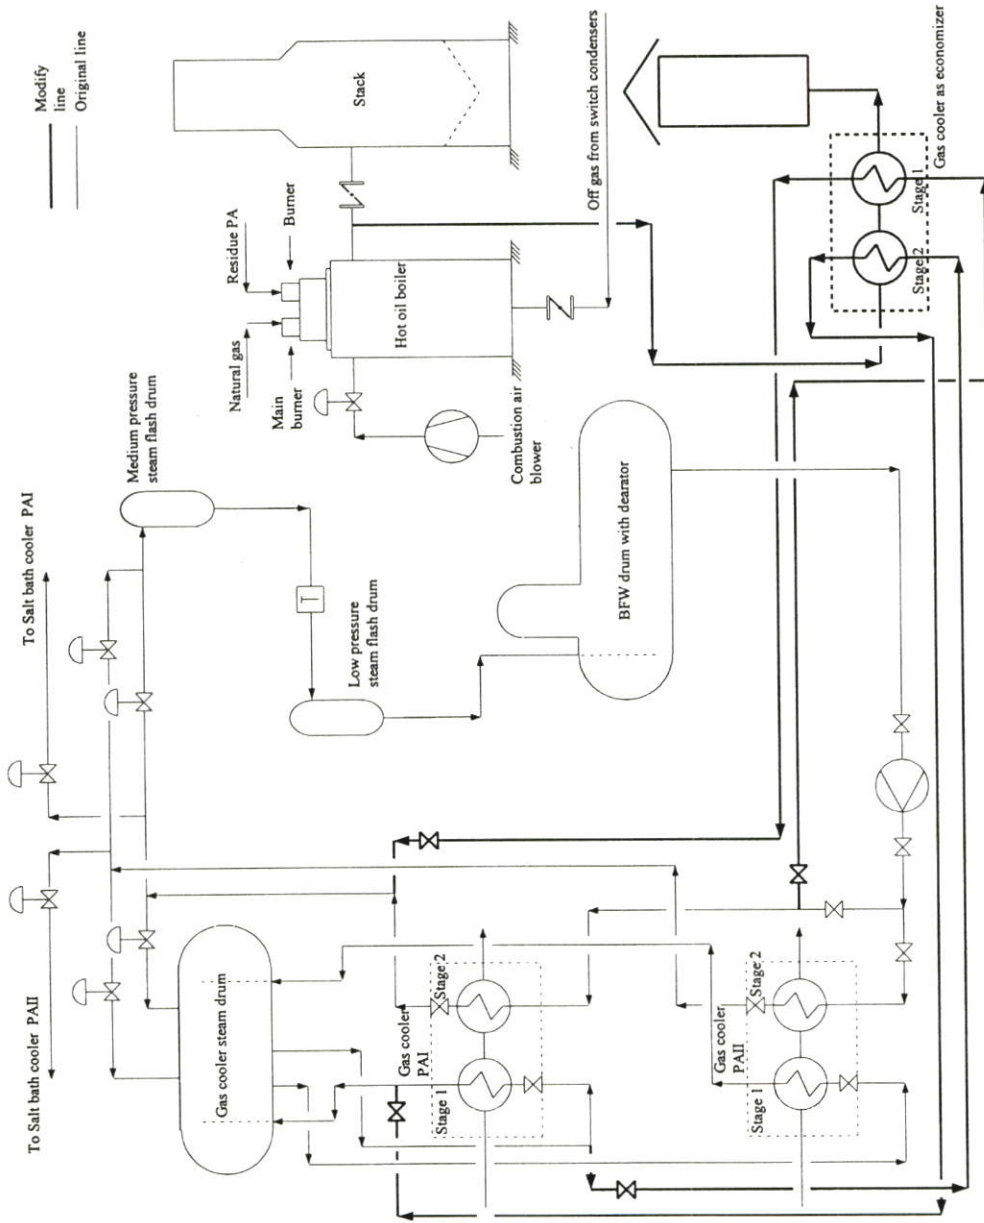 Modify
line
Original line
Stack
Off gas from switch condensers
Gas cooler as economizer
Stage 1
Stage 2
Residue PA
Burner
Natural gas
Main
burner
Hot oil boiler
Combustion air
blower
Medium pressure
steam flash drum
T
Low pressure
steam flash drum
BFW drum with dearator
To Salt bath cooler PAI
To Salt bath cooler PAII
Gas cooler steam drum
Gas cooler
PAI
Stage 2
Stage 1
Gas cooler
PAII
Stage 2
Stage 1